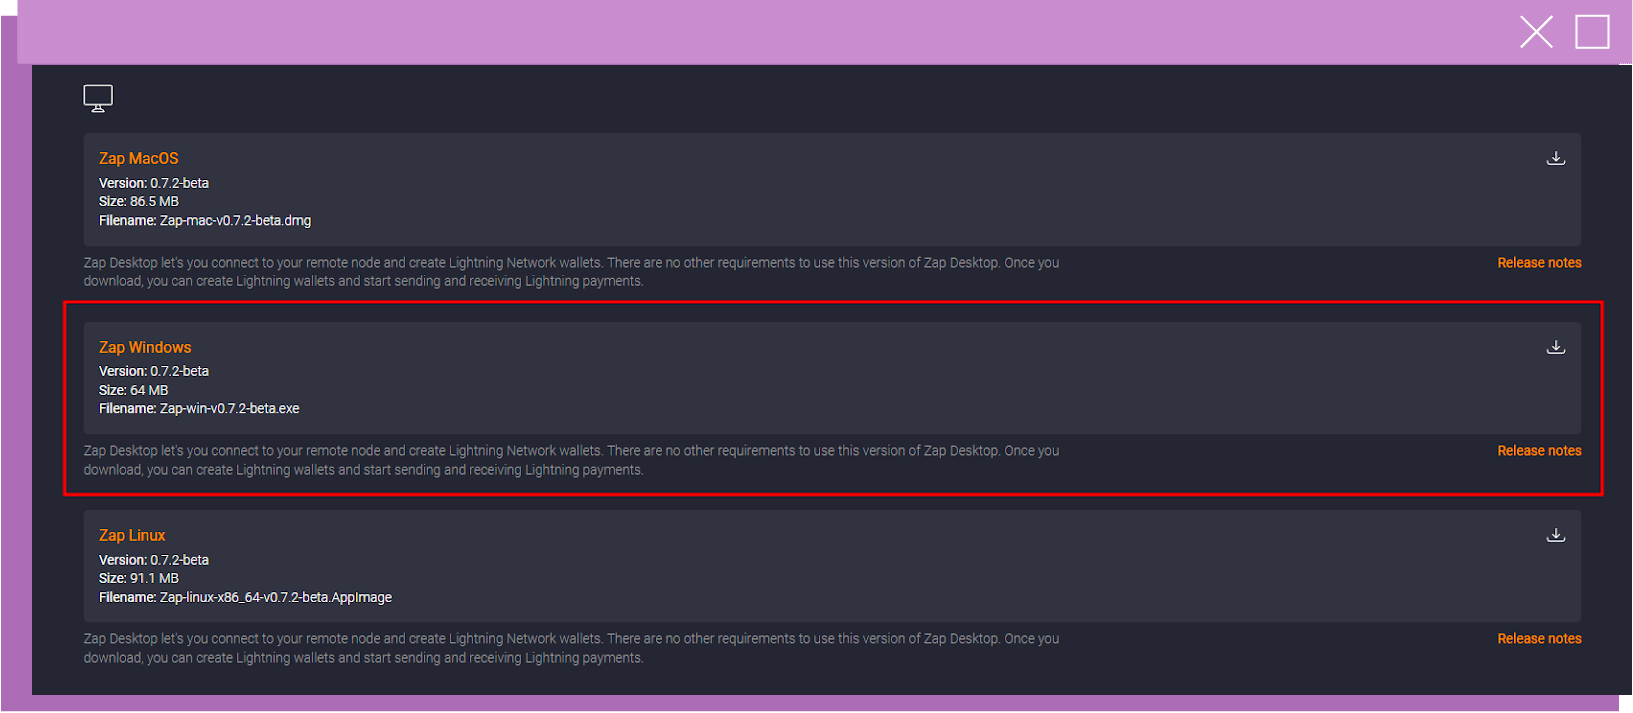 Zap MacOS
Version: 0.7.2-beta
Size: 86.5 MB
Filename: Zap-mac-v0.7.2-beta.dmg
Zap Desktop let's you connect to your remote node and create Lightning Network wallets. There are no other requirements to use this version of Zap Desktop. Once you
download, you can create Lightning wallets and start sending and receiving Lightning payments.
Release notes
Zap Windows
Version: 0.7.2-beta
Size: 64 MB
Filename: Zap-win-v0.7.2-beta.exe
Zap Desktop let's you connect to your remote node and create Lightning Network wallets. There are no other requirements to use this version of Zap Desktop. Once you
download, you can create Lightning wallets and start sending and receiving Lightning payments.
Release notes
Zap Linux
Version: 0.7.2-beta
Size: 91.1 MB
Filename: Zap-linux-x86_64-v0.7.2-beta.AppImage
Zap Desktop let's you connect to your remote node and create Lightning Network wallets. There are no other requirements to use this version of Zap Desktop. Once you
download, you can create Lightning wallets and start sending and receiving Lightning payments.
Release notes